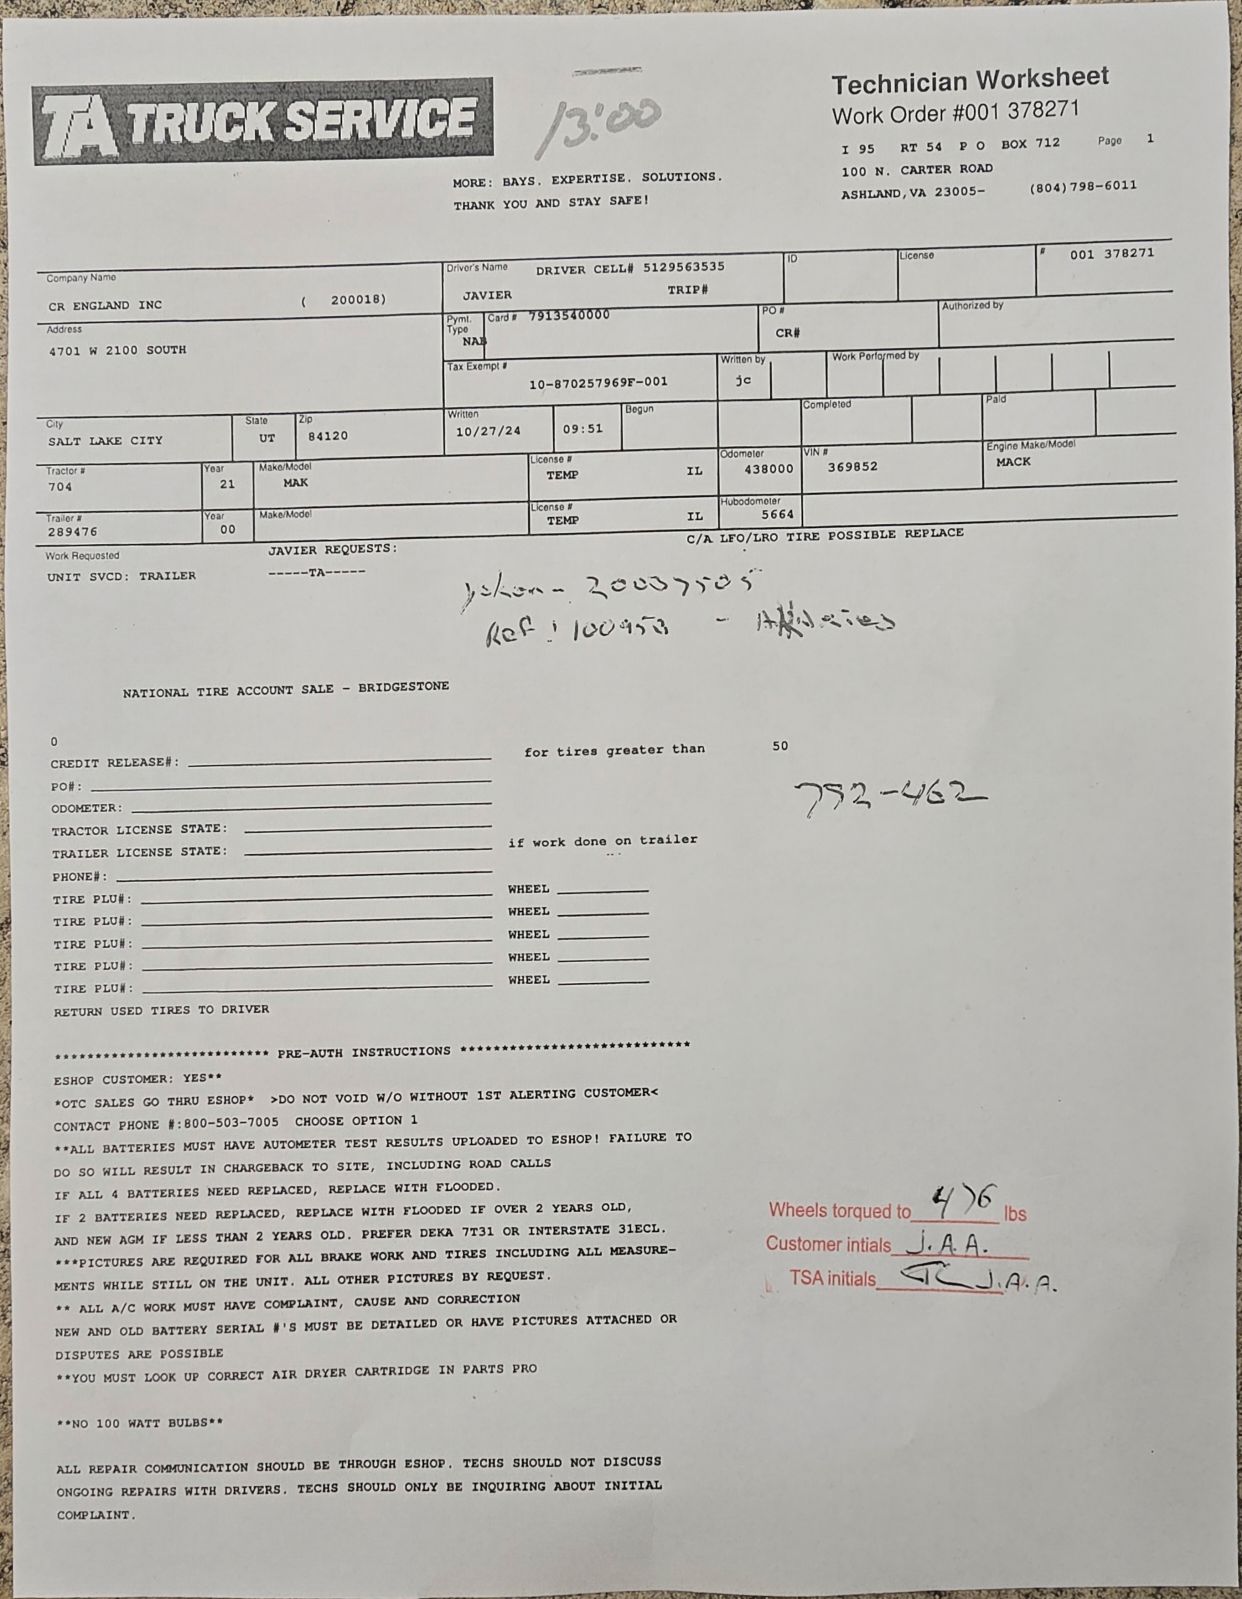 TA TRUCK SERVICE
13:00
MORE: BAYS. EXPERTISE. SOLUTIONS.
THANK YOU AND STAY SAFE!
Technician Worksheet
Work Order #001 378271
I 95 RT 54 P O BOX 712 Page 1
100 N. CARTER ROAD
ASHLAND, VA 23005- (804)798-6011
Company Name
CR ENGLAND INC ( 200018)
Driver's Name DRIVER CELL# 5129563535
JAVIER TRIP#
ID
License
# 001 378271
Address
4701 W 2100 SOUTH
Pymt. Type
NAB
Card # 7913540000
PO #
CR#
Authorized by
Tax Exempt #
10-870257969F-001
Written by
jc
Work Performed by
City
SALT LAKE CITY
State
UT
Zip
84120
Written
10/27/24 09:51
Begun
Completed
Paid
Tractor #
704
Year
21
Make/Model
MAK
License #
TEMP IL
Odometer
438000
VIN #
369852
Engine Make/Model
MACK
Trailer #
289476
Year
00
Make/Model
License #
TEMP IL
Hubodometer
5664
Work Requested
JAVIER REQUESTS:
C/A LFO/LRO TIRE POSSIBLE REPLACE
UNIT SVCD: TRAILER
-----TA-----
20037505
Ref: 100953 -
NATIONAL TIRE ACCOUNT SALE - BRIDGESTONE
0
CREDIT RELEASE#: for tires greater than 50
PO#:
792-462
ODOMETER:
TRACTOR LICENSE STATE:
TRAILER LICENSE STATE: if work done on trailer
PHONE#:
TIRE PLU#: WHEEL
TIRE PLU#: WHEEL
TIRE PLU#: WHEEL
TIRE PLU#: WHEEL
TIRE PLU#: WHEEL
RETURN USED TIRES TO DRIVER
************************** PRE-AUTH INSTRUCTIONS ****************************
ESHOP CUSTOMER: YES**
*OTC SALES GO THRU ESHOP* >DO NOT VOID W/O WITHOUT 1ST ALERTING CUSTOMER<
CONTACT PHONE #:800-503-7005 CHOOSE OPTION 1
**ALL BATTERIES MUST HAVE AUTOMETER TEST RESULTS UPLOADED TO ESHOP! FAILURE TO
DO SO WILL RESULT IN CHARGEBACK TO SITE, INCLUDING ROAD CALLS
IF ALL 4 BATTERIES NEED REPLACED, REPLACE WITH FLOODED.
IF 2 BATTERIES NEED REPLACED, REPLACE WITH FLOODED IF OVER 2 YEARS OLD,
AND NEW AGM IF LESS THAN 2 YEARS OLD. PREFER DEKA 7T31 OR INTERSTATE 31ECL.
***PICTURES ARE REQUIRED FOR ALL BRAKE WORK AND TIRES INCLUDING ALL MEASURE-
MENTS WHILE STILL ON THE UNIT. ALL OTHER PICTURES BY REQUEST.
** ALL A/C WORK MUST HAVE COMPLAINT, CAUSE AND CORRECTION
NEW AND OLD BATTERY SERIAL #'S MUST BE DETAILED OR HAVE PICTURES ATTACHED OR
DISPUTES ARE POSSIBLE
**YOU MUST LOOK UP CORRECT AIR DRYER CARTRIDGE IN PARTS PRO
**NO 100 WATT BULBS**
ALL REPAIR COMMUNICATION SHOULD BE THROUGH ESHOP. TECHS SHOULD NOT DISCUSS
ONGOING REPAIRS WITH DRIVERS. TECHS SHOULD ONLY BE INQUIRING ABOUT INITIAL
COMPLAINT.
Wheels torqued to 476 lbs
Customer intials J.A.A.
TSA initials J.A.A.